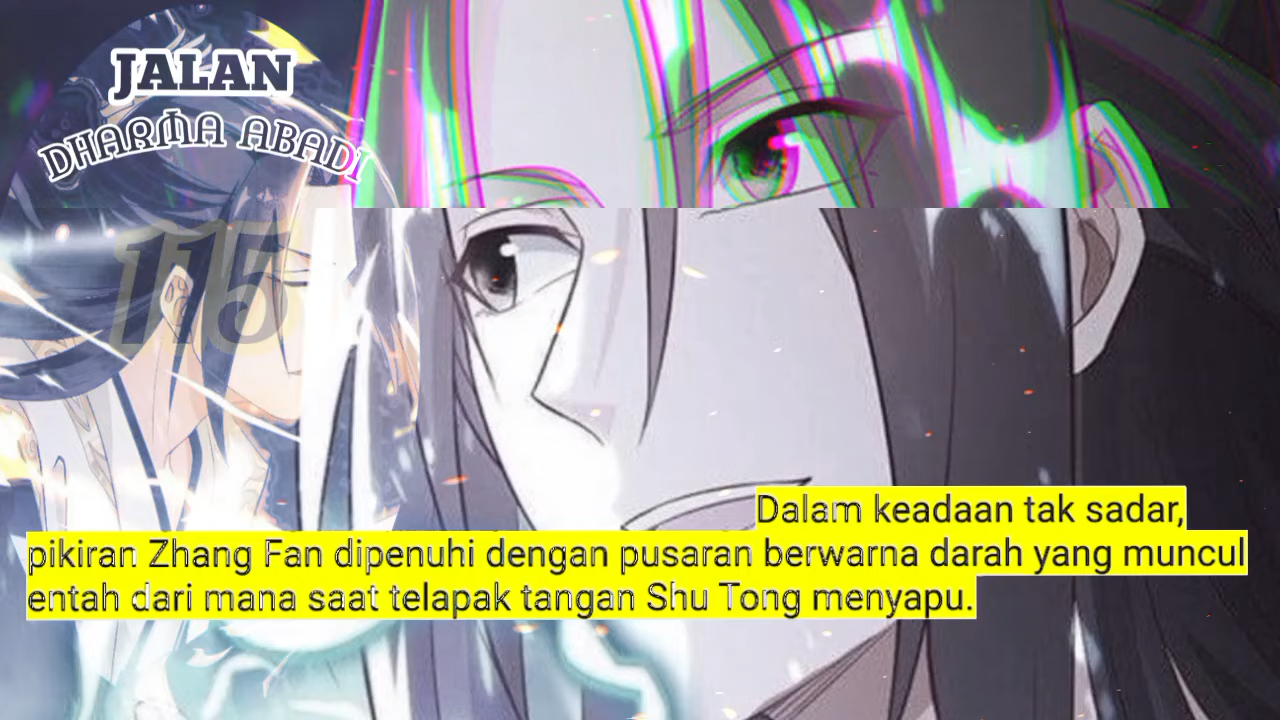 JALAN
DHARMA ABADI
115
Dalam keadaan tak sadar,
pikiran Zhang Fan dipenuhi dengan pusaran berwarna darah yang muncul
entah dari mana saat telapak tangan Shu Tong menyapu.